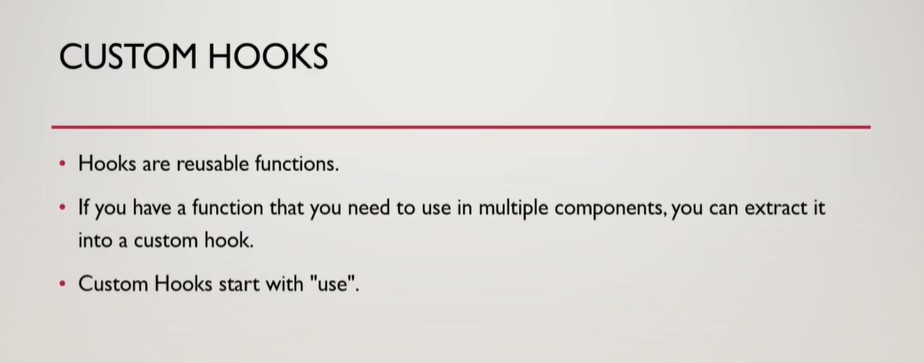 CUSTOM HOOKS
• Hooks are reusable functions.
• If you have a function that you need to use in multiple components, you can extract it
into a custom hook.
• Custom Hooks start with "use".